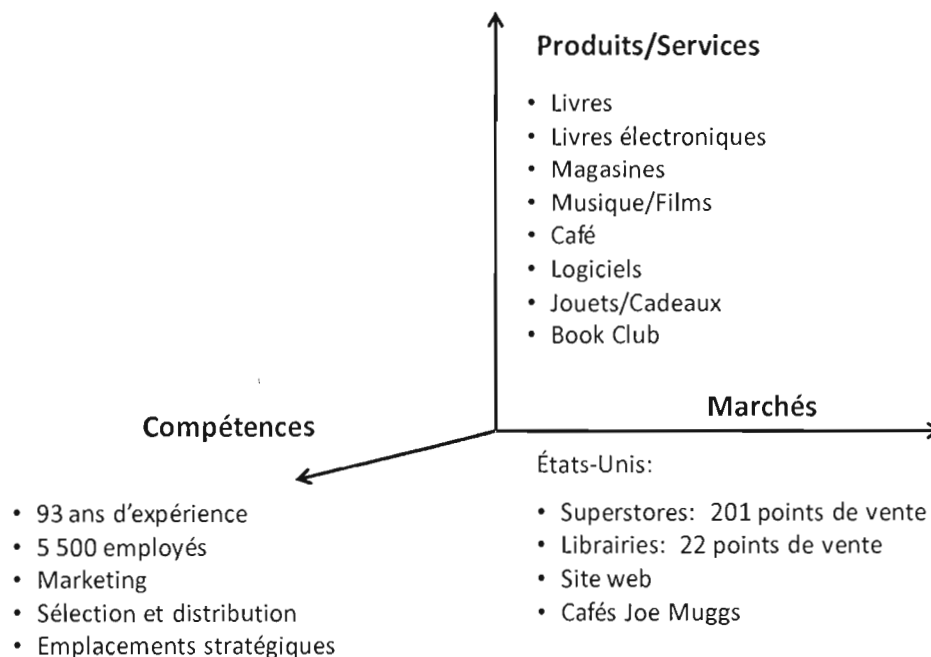 Produits/Services
• Livres
• Livres électroniques
• Magasines
• Musique/Films
• Café
• Logiciels
• Jouets/Cadeaux
• Book Club
Marchés
États-Unis:
• Superstores: 201 points de vente
• Librairies: 22 points de vente
• Site web
• Cafés Joe Muggs
Compétences
• 93 ans d'expérience
• 5 500 employés
• Marketing
• Sélection et distribution
• Emplacements stratégiques